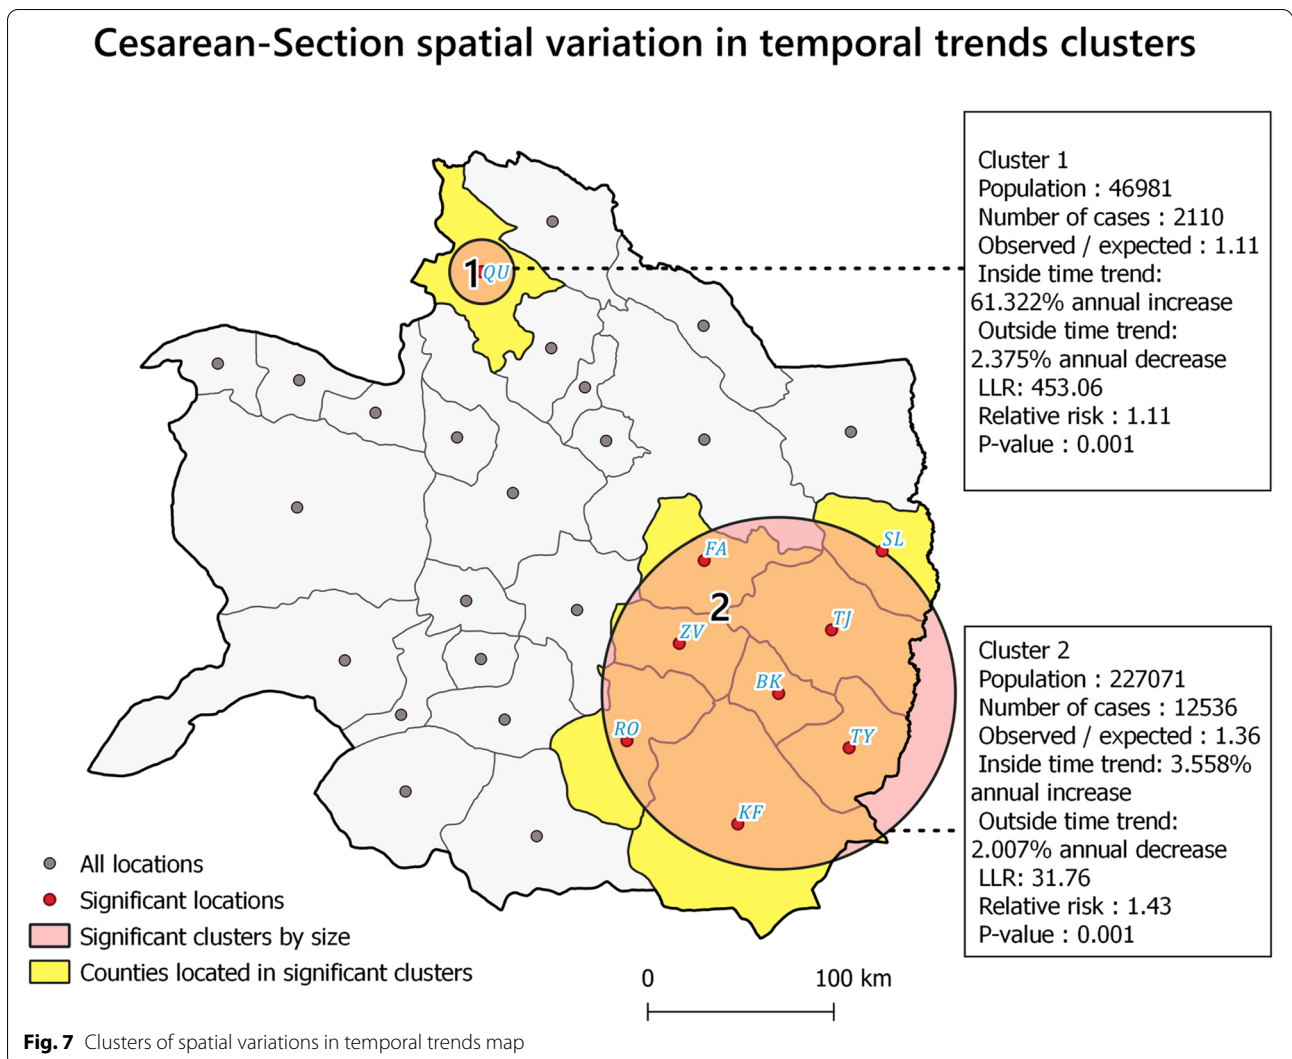 Cesarean-Section spatial variation in temporal trends clusters
Cluster 1
Population : 46981
Number of cases : 2110
Observed / expected : 1.11
Inside time trend:
61.322% annual increase
Outside time trend:
2.375% annual decrease
LLR: 453.06
Relative risk : 1.11
P-value : 0.001
1
QU
FA
SL
2
ZV
TJ
BK
RO
TY
KF
Cluster 2
Population : 227071
Number of cases : 12536
Observed / expected : 1.36
Inside time trend: 3.558%
annual increase
Outside time trend:
2.007% annual decrease
LLR: 31.76
Relative risk : 1.43
P-value : 0.001
All locations
Significant locations
Significant clusters by size
Counties located in significant clusters
0 100 km
Fig. 7 Clusters of spatial variations in temporal trends map